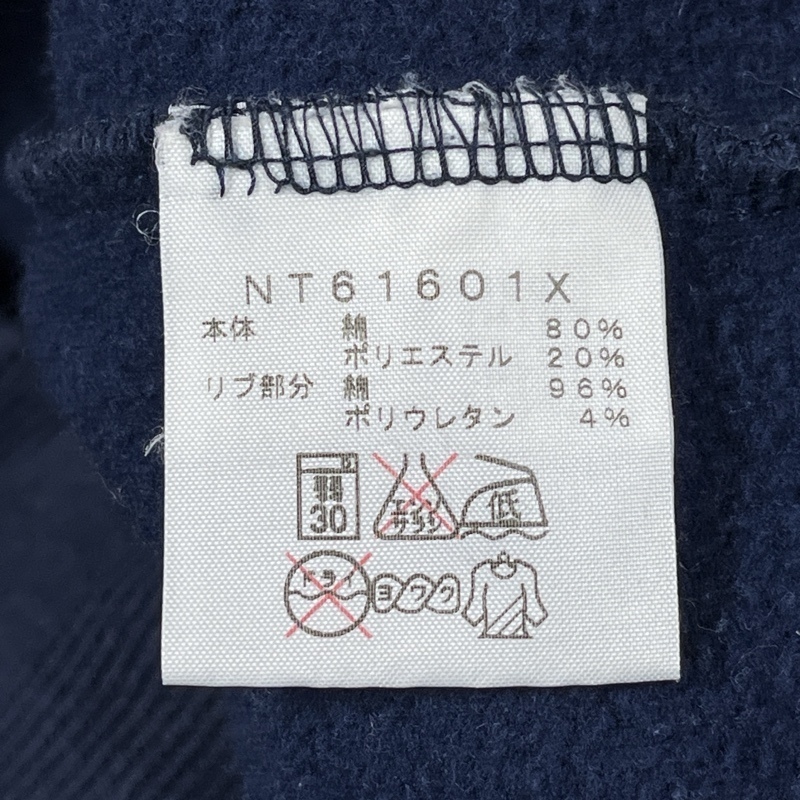 NT61601X
本体 綿 80%
ポリエステル 20%
リブ部分 綿 96%
ポリウレタン 4%
弱
30
エンソ
サラシ
低
ドライ
ヨワク